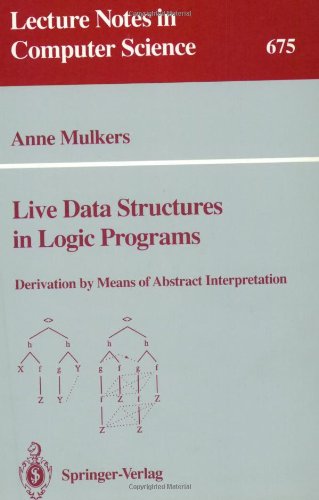 Lecture Notes in
Computer Science
675
Anne Mulkers
Live Data Structures
in Logic Programs
Derivation by Means of Abstract Interpretation
<> <>
h h h h
X f g Y g f g f
Z Y Z f Z f
Z Z
Springer-Verlag